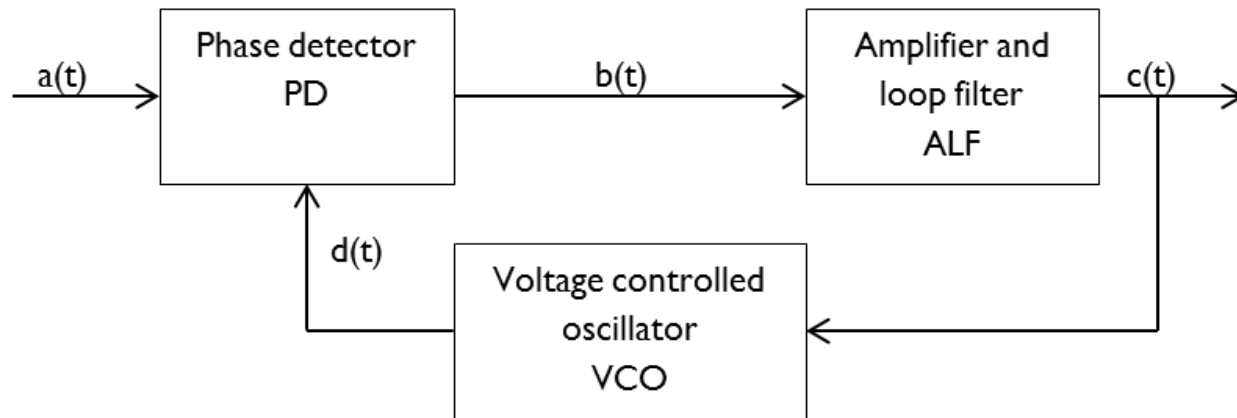 Phase detector
PD
a(t)
b(t)
Amplifier and
loop filter
ALF
c(t)
d(t)
Voltage controlled
oscillator
VCO